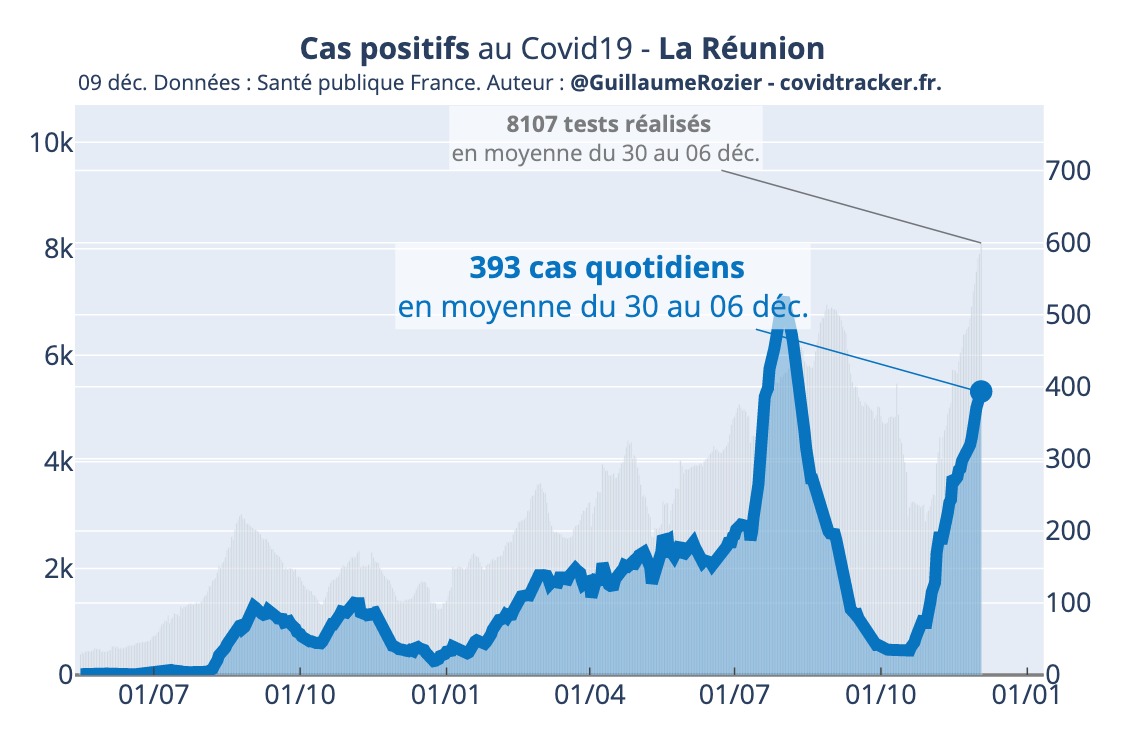 Cas positifs au Covid19 - La Réunion
09 déc. Données : Santé publique France. Auteur : @GuillaumeRozier - covidtracker.fr.
8107 tests réalisés
en moyenne du 30 au 06 déc.
393 cas quotidiens
en moyenne du 30 au 06 déc.
10k
8k
6k
4k
2k
0
700
600
500
400
300
200
100
0
01/07 01/10 01/01 01/04 01/07 01/10 01/01